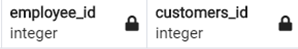 employee_id customers_id
integer integer